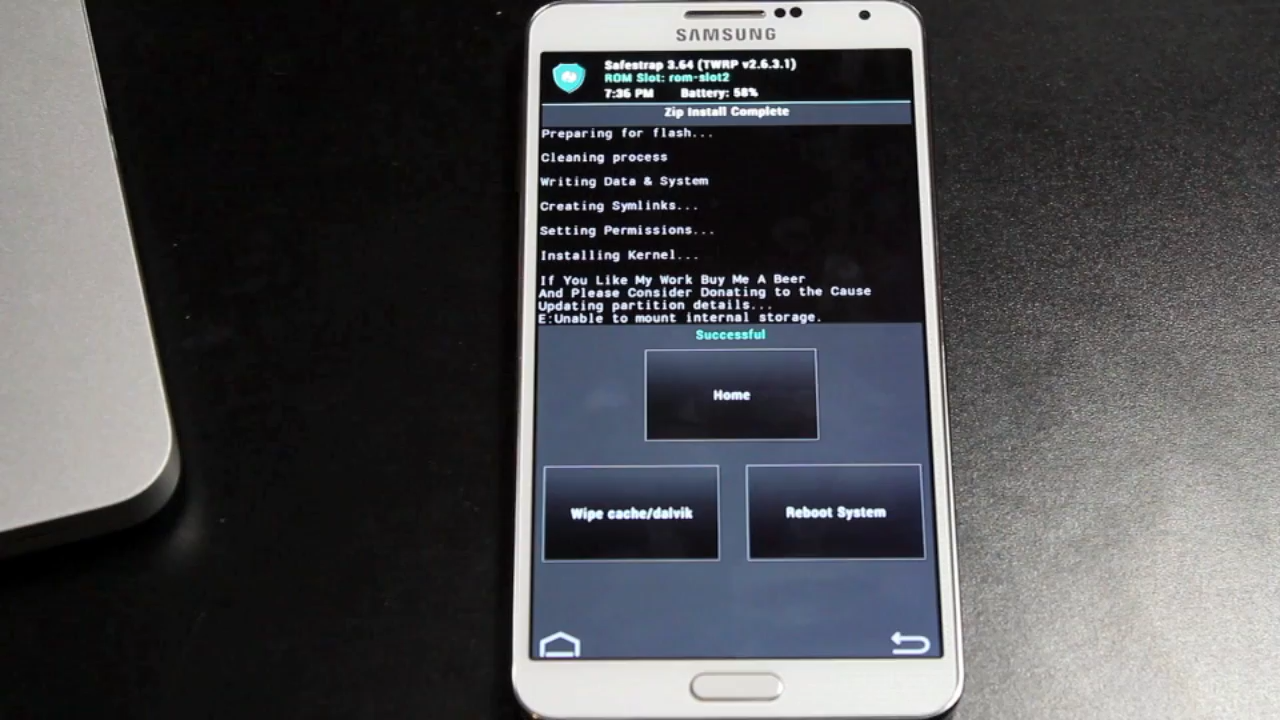 SAMSUNG
Safestrap 3.64 (TWRP v2.6.3.1)
ROM Slot: rom-slot2
7:36 PM Battery: 58%
Zip Install Complete
Preparing for flash...
Cleaning process
Writing Data & System
Creating Symlinks...
Setting Permissions...
Installing Kernel...
If You Like My Work Buy Me A Beer
And Please Consider Donating to the Cause
Updating partition details...
E:Unable to mount internal storage.
Successful
Home
Wipe cache/dalvik
Reboot System